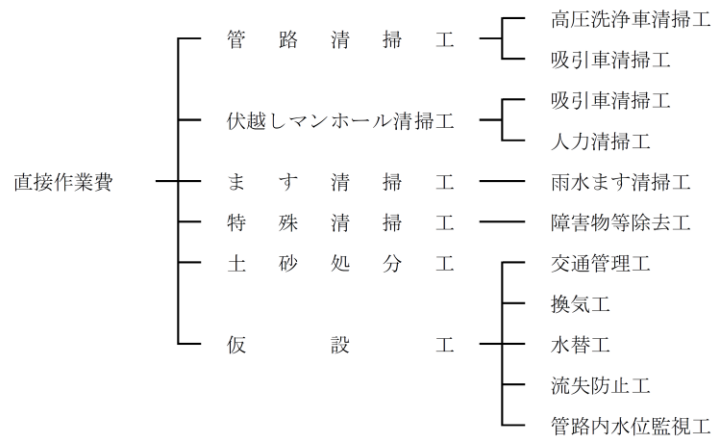 高圧洗浄車清掃工
管路清掃工
吸引車清掃工
吸引車清掃工
伏越しマンホール清掃工
人力清掃工
直接作業費 ます清掃工 雨水ます清掃工
特殊清掃工 障害物等除去工
土砂処分工 交通管理工
換気工
仮設工 水替工
流失防止工
管路内水位監視工